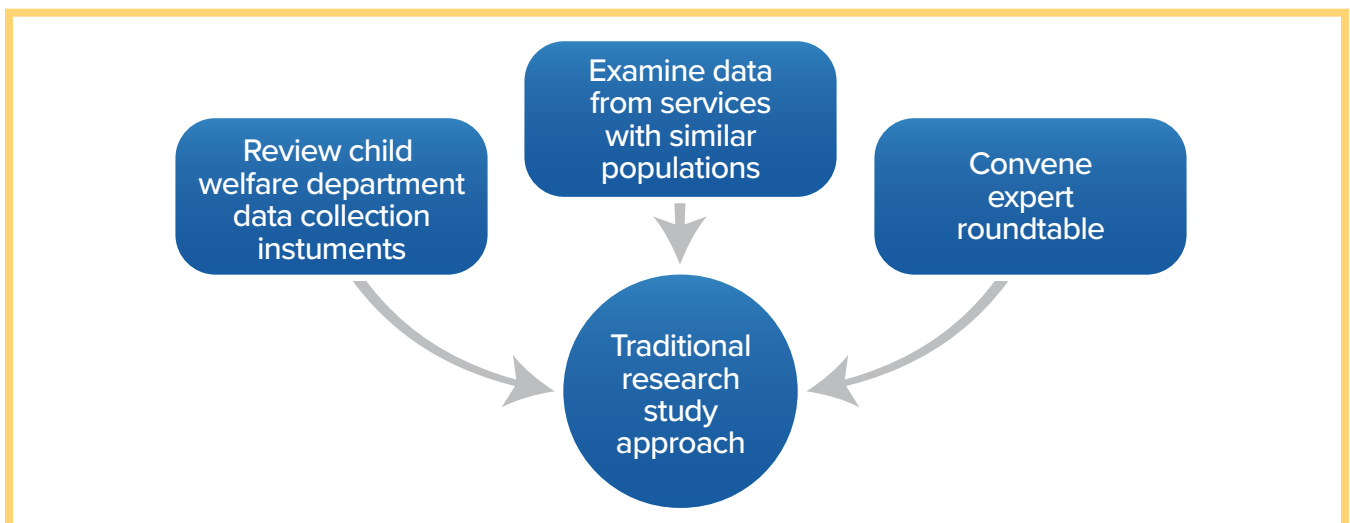 Review child
welfare department
data collection
instuments
Examine data
from services
with similar
populations
Convene
expert
roundtable
Traditional
research
study
approach